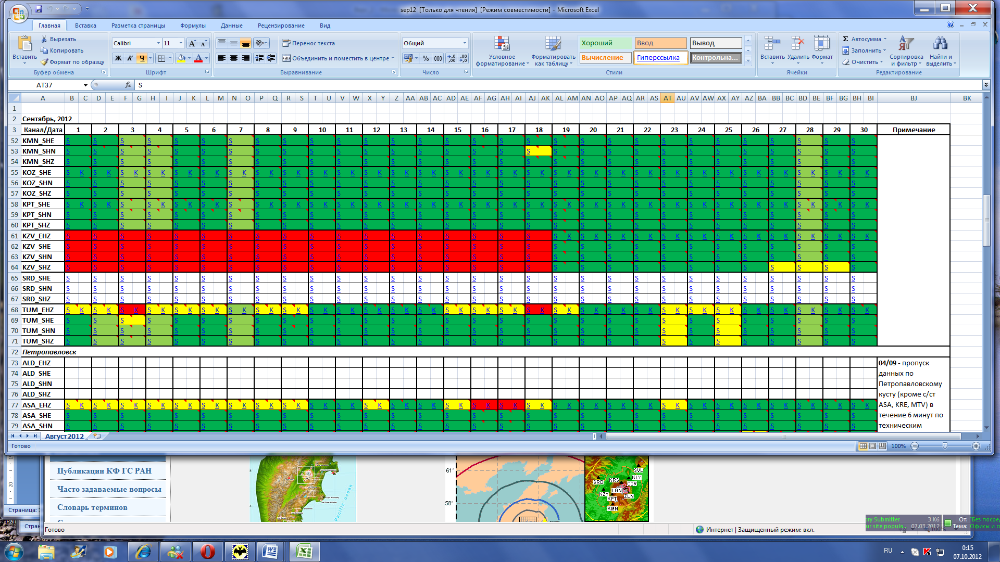 sep12 [Только для чтения] [Режим совместимости] - Microsoft Excel
Главная Вставка Разметка страницы Формулы Данные Рецензирование Вид
Вставить
Вырезать
Копировать
Формат по образцу
Буфер обмена
Calibri 11
Ж К Ч
Шрифт
Перенос текста
Объединить и поместить в центре
Выравнивание
Общий
% 000
Число
Условное форматирование
Форматировать как таблицу
Хороший Ввод Вывод
Вычисление Гиперссылка Контрольна...
Стили
Вставить Удалить Формат
Ячейки
Σ Автосумма
Заполнить
Очистить
Сортировка и фильтр
Найти и выделить
Редактирование
AT37 fx S
A B C D E F G H I J K L M N O P Q R S T U V W X Y Z AA AB AC AD AE AF AG AH AI AJ AK AL AM AN AO AP AQ AR AS AT AU AV AW AX AY AZ BA BB BC BD BE BF BG BH BI BJ BK
1
2 Сентябрь, 2012
3 Канал/Дата 1 2 3 4 5 6 7 8 9 10 11 12 13 14 15 16 17 18 19 20 21 22 23 24 25 26 27 28 29 30 Примечание
52 KMN_SHE S S S S S S S S S S S S S S S S S S S S S S S S S S S S S S
53 KMN_SHN S S S S S S S S S S S S S S S S S S S S S S S S S S S S S S
54 KMN_SHZ S S S S S S S S S S S S S S S S S S S S S S S S S S S S S S
55 KOZ_SHE S K S K S K S K S K S K S K S K S K S K S K S K S K S K S K S K S K S K S K S K S K S K S K S K S K S K S K S K S K S K
56 KOZ_SHN S S S S S S S S S S S S S S S S S S S S S S S S S S S S S S
57 KOZ_SHZ S S S S S S S S S S S S S S S S S S S S S S S S S S S S S S
58 KPT_SHE S K S K S K S K S K S K S S K S K S K S K S K S K S K S K S K S K S K S K S K S K S K S K S K S K S K S K S K S K S K
59 KPT_SHN S S S S S S S S S S S S S S S S S S S S S S S S S S S S S S
60 KPT_SHZ S S S S S S S S S S S S S S S S S S S S S S S S S S S S S S
61 KZV_EHZ S S S S S S S S S S S S S S S S S S S K S K S K S K S K S K S K S K S K S K S K S K
62 KZV_SHE S S S S S S S S S S S S S S S S S S S S S S S S S S S S S S
63 KZV_SHN S S S S S S S S S S S S S S S S S S S S S S S S S S S S S S
64 KZV_SHZ S S S S S S S S S S S S S S S S S S S S S S S S S S S S S S
65 SRD_SHE S S S S S S S S S S S S S S S S S S S S S S S S S S S S S S
66 SRD_SHN S S S S S S S S S S S S S S S S S S S S S S S S S S S S S S
67 SRD_SHZ S S S S S S S S S S S S S S S S S S S S S S S S S S S S S S
68 TUM_EHZ S K S K S K S K S K S K S K S K S K S K S K S K S K S K S K S K S K S K S K S K S K S K S K S K S K S K S K S K S K S K
69 TUM_SHE S S S S S S S S S S S S S S S S S S S S S S S S S S S S S S
70 TUM_SHN S S S S S S S S S S S S S S S S S S S S S S S S S S S S S S
71 TUM_SHZ S S S S S S S S S S S S S S S S S S S S S S S S S S S S S S
72 Петропавловск
73 ALD_EHZ
74 ALD_SHE
75 ALD_SHN
76 ALD_SHZ
77 ASA_EHZ S K S K S K S K S K S K S K S K S K S K S K S K S K S K S K S K S K S K S K S K S K S K S K S K S K S K S K S K S K S K
78 ASA_SHE S S S S S S S S S S S S S S S S S S S S S S S S S S S S S S
79 ASA_SHN S S S S S S S S S S S S S S S S S S S S S S S S S S S S S S
04/09 - пропуск
данных по
Петропавловскому
кусту (кроме с/ст
ASA, KRE, MTV) в
течение 6 минут по
техническим
Август2012
Готово 100%
Публикации КФ ГС РАН
Часто задаваемые вопросы
Словарь терминов
Pacific ocean
61°
58°
SVL
KLY
SRD KRS CIR
LGN
KZY ZLN
KPT
KMN
20
Страница:
Стран
Готово
Интернет | Защищенный режим: вкл.
ory Submitter 3 Кб
ur site popula... 07.03.2012
От: "Без посре
Тема: Офисы и с
RU
0:15
07.10.2012